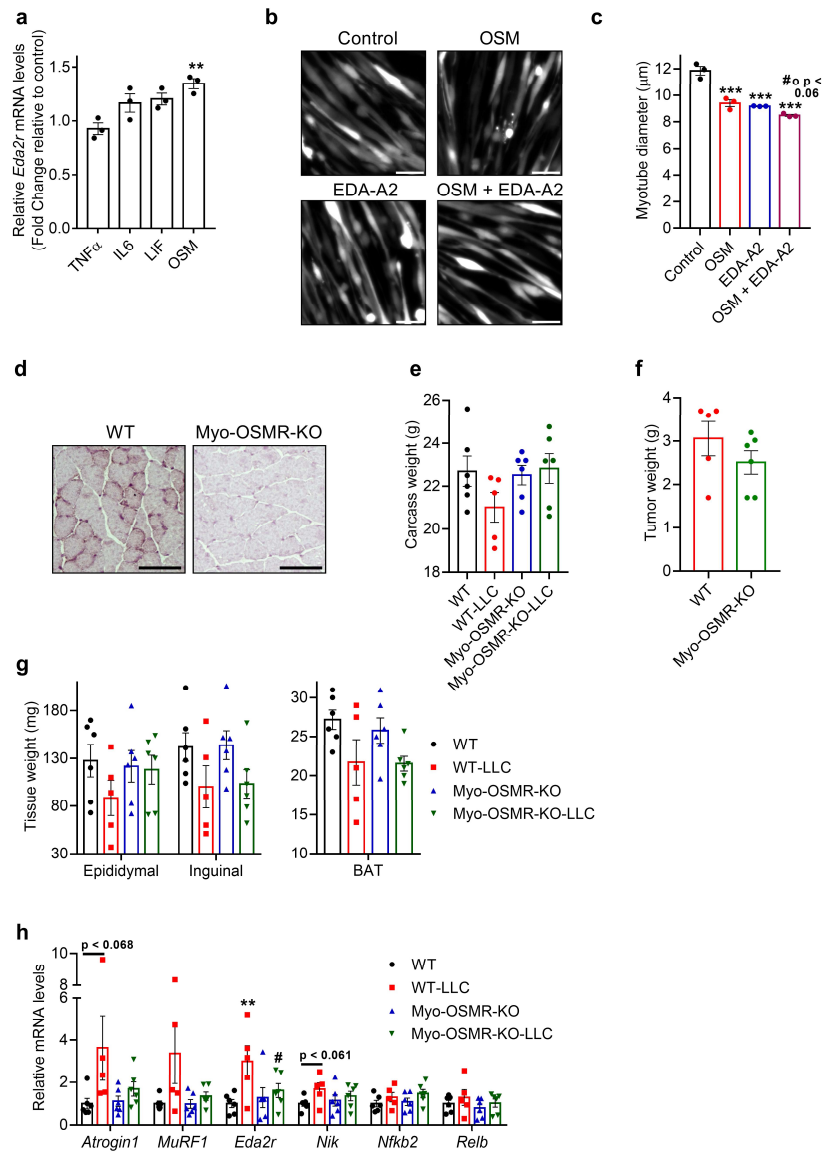 a
Relative Eda2r mRNA levels
(Fold Change relative to control)
1.5
1.0
0.5
0.0
**
TNFα
IL6
LIF
OSM
b
Control
OSM
EDA-A2
OSM + EDA-A2
c
Myotube diameter (μm)
12
10
8
6
4
2
0
***
***
***
#o p <
0.06
Control
OSM
EDA-A2
OSM + EDA-A2
d
WT
Myo-OSMR-KO
e
Carcass weight (g)
26
24
22
20
18
WT
WT-LLC
Myo-OSMR-KO
Myo-OSMR-KO-LLC
f
Tumor weight (g)
4
3
2
1
0
WT
Myo-OSMR-KO
g
Tissue weight (mg)
180
130
80
30
Epididymal
Inguinal
30
25
20
15
10
BAT
WT
WT-LLC
Myo-OSMR-KO
Myo-OSMR-KO-LLC
h
Relative mRNA levels
10
8
6
4
2
0
p < 0.068
**
#
p < 0.061
WT
WT-LLC
Myo-OSMR-KO
Myo-OSMR-KO-LLC
Atrogin1
MuRF1
Eda2r
Nik
Nfkb2
Relb